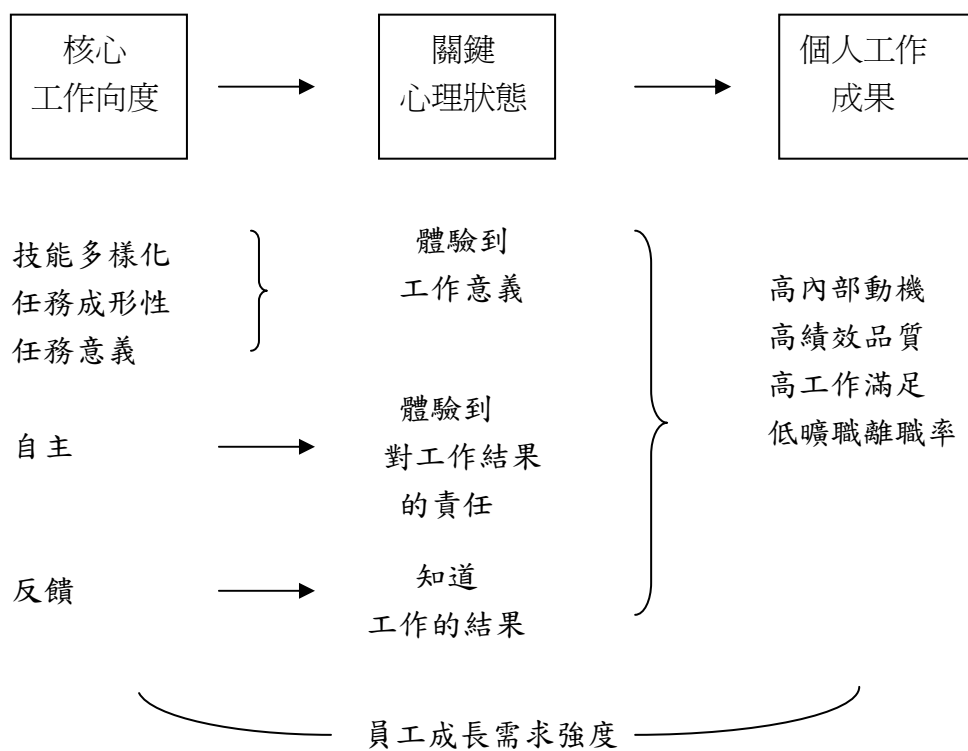 核心
工作向度
關鍵
心理狀態
個人工作
成果
技能多樣化
任務成形性
任務意義
體驗到
工作意義
自主
體驗到
對工作結果
的責任
反饋
知道
工作的結果
高內部動機
高績效品質
高工作滿足
低曠職離職率
員工成長需求強度